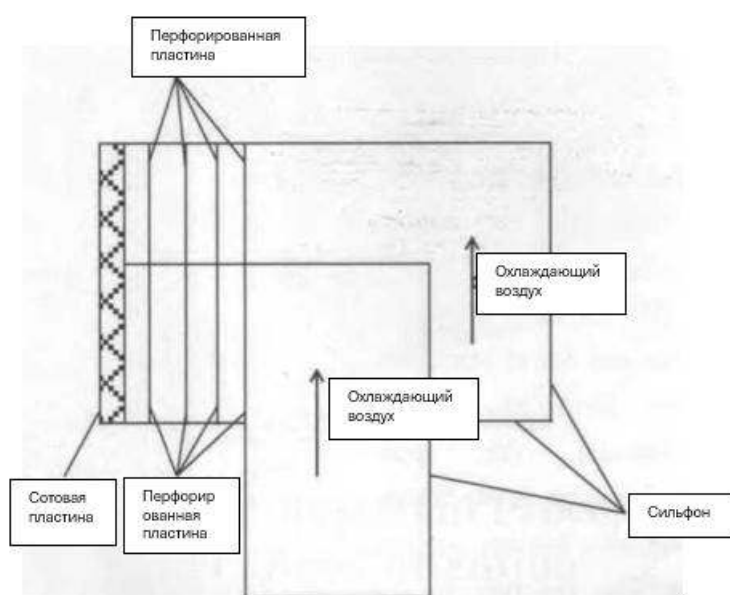 Перфорированная
пластина
Охлаждающий
воздух
Охлаждающий
воздух
Сотовая
пластина
Перфорир
ованная
пластина
Сильфон